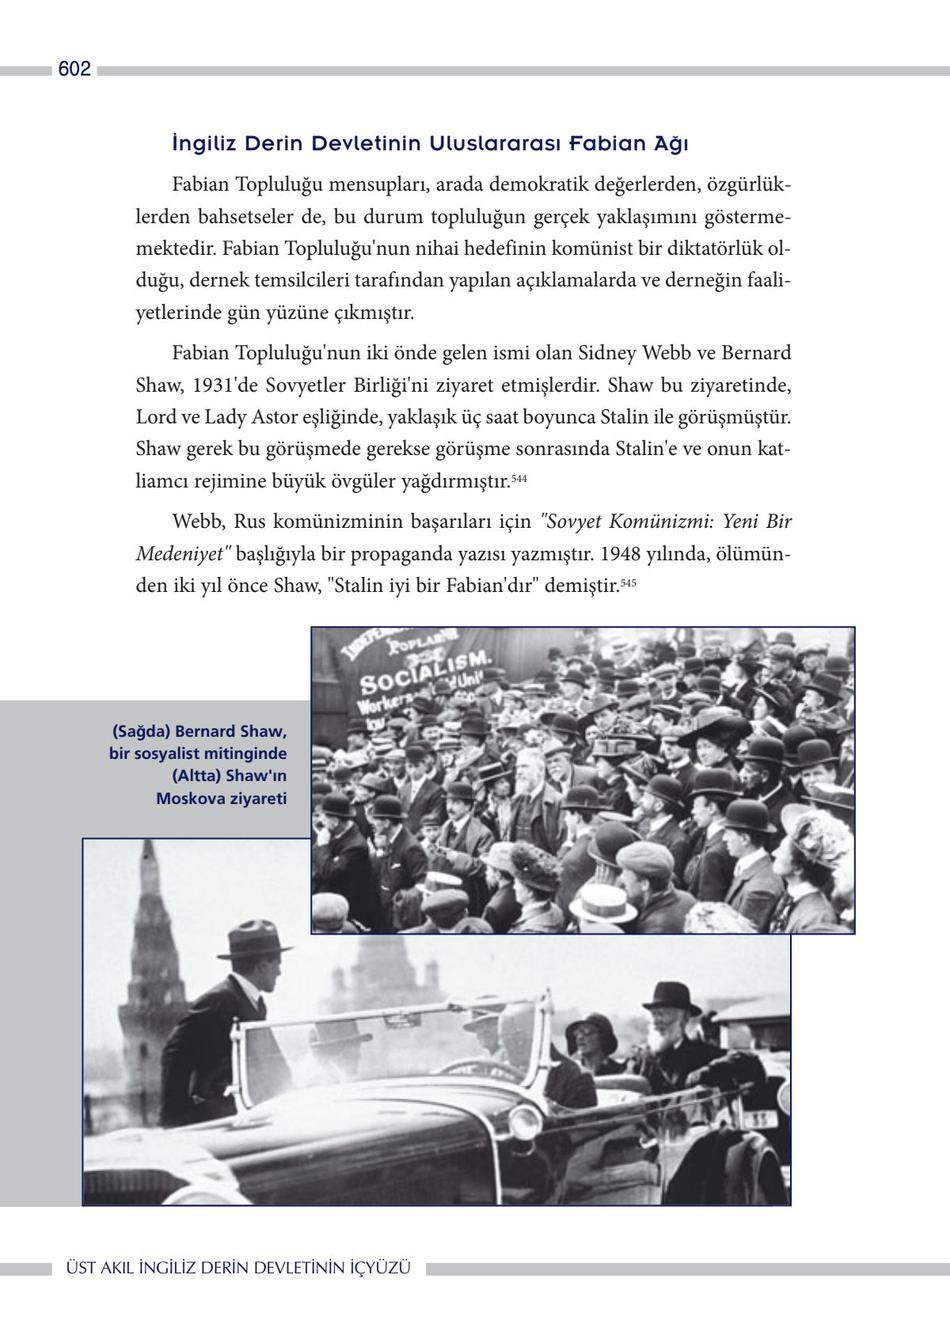 602
İngiliz Derin Devletinin Uluslararası Fabian Ağı
Fabian Topluluğu mensupları, arada demokratik değerlerden, özgürlük-
lerden bahsetseler de, bu durum topluluğun gerçek yaklaşımını gösterme-
mektedir. Fabian Topluluğu'nun nihai hedefinin komünist bir diktatörlük ol-
duğu, dernek temsilcileri tarafından yapılan açıklamalarda ve derneğin faali-
yetlerinde gün yüzüne çıkmıştır.
Fabian Topluluğu'nun iki önde gelen ismi olan Sidney Webb ve Bernard
Shaw, 1931'de Sovyetler Birliği'ni ziyaret etmişlerdir. Shaw bu ziyaretinde,
Lord ve Lady Astor eşliğinde, yaklaşık üç saat boyunca Stalin ile görüşmüştür.
Shaw gerek bu görüşmede gerekse görüşme sonrasında Stalin'e ve onun kat-
liamcı rejimine büyük övgüler yağdırmıştır.544
Webb, Rus komünizminin başarıları için "Sovyet Komünizmi: Yeni Bir
Medeniyet" başlığıyla bir propaganda yazısı yazmıştır. 1948 yılında, ölümün-
den iki yıl önce Shaw, "Stalin iyi bir Fabian'dır" demiştir.545
POPLAR
SOCIALISM.
Workers
(Sağda) Bernard Shaw,
bir sosyalist mitinginde
(Altta) Shaw'ın
Moskova ziyareti
ÜST AKIL İNGİLİZ DERİN DEVLETİNİN İÇYÜZÜ